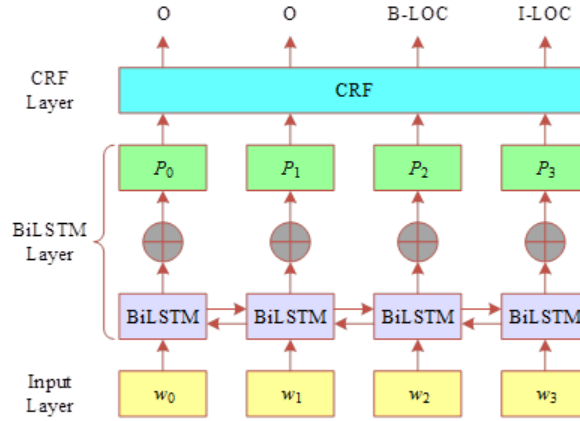 O O B-LOC I-LOC
CRF
Layer
CRF
P0 P1 P2 P3
BiLSTM
Layer
BiLSTM BiLSTM BiLSTM BiLSTM
Input
Layer
w0 w1 w2 w3